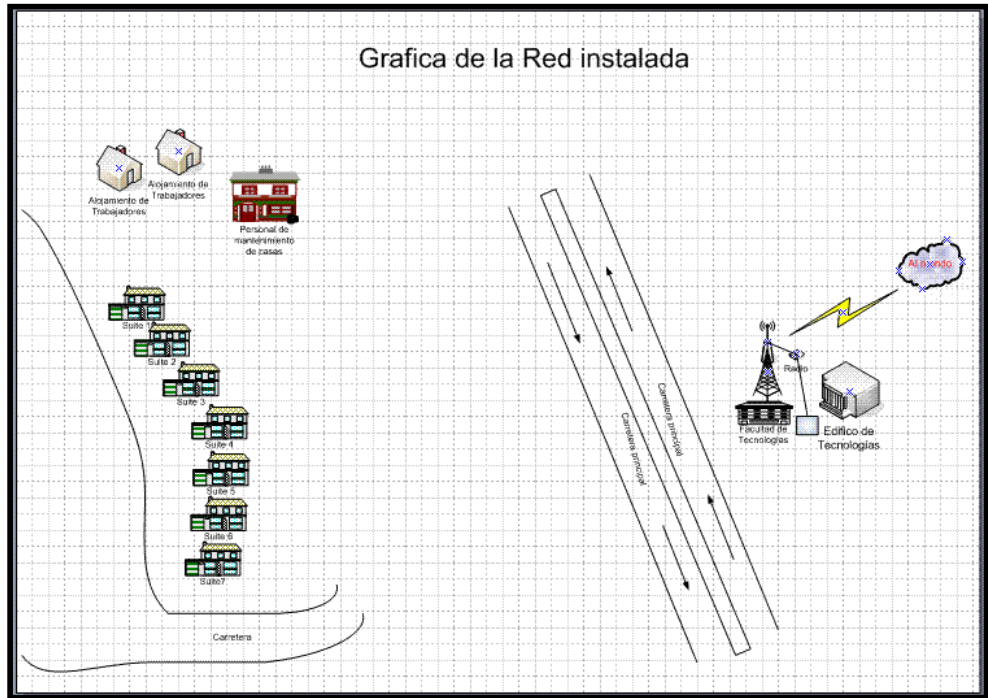 Grafica de la Red instalada
Alojamiento de
Trabajadores
Alojamiento de
Trabajadores
Personal de
mantenimiento
de casas
Suite 1
Suite 2
Suite 3
Suite 4
Suite 5
Suite 6
Suite7
Carretera
Carretera principal
Carretera principal
Al mundo
Radio
Facultad de
Tecnologías
Edifico de
Tecnologías